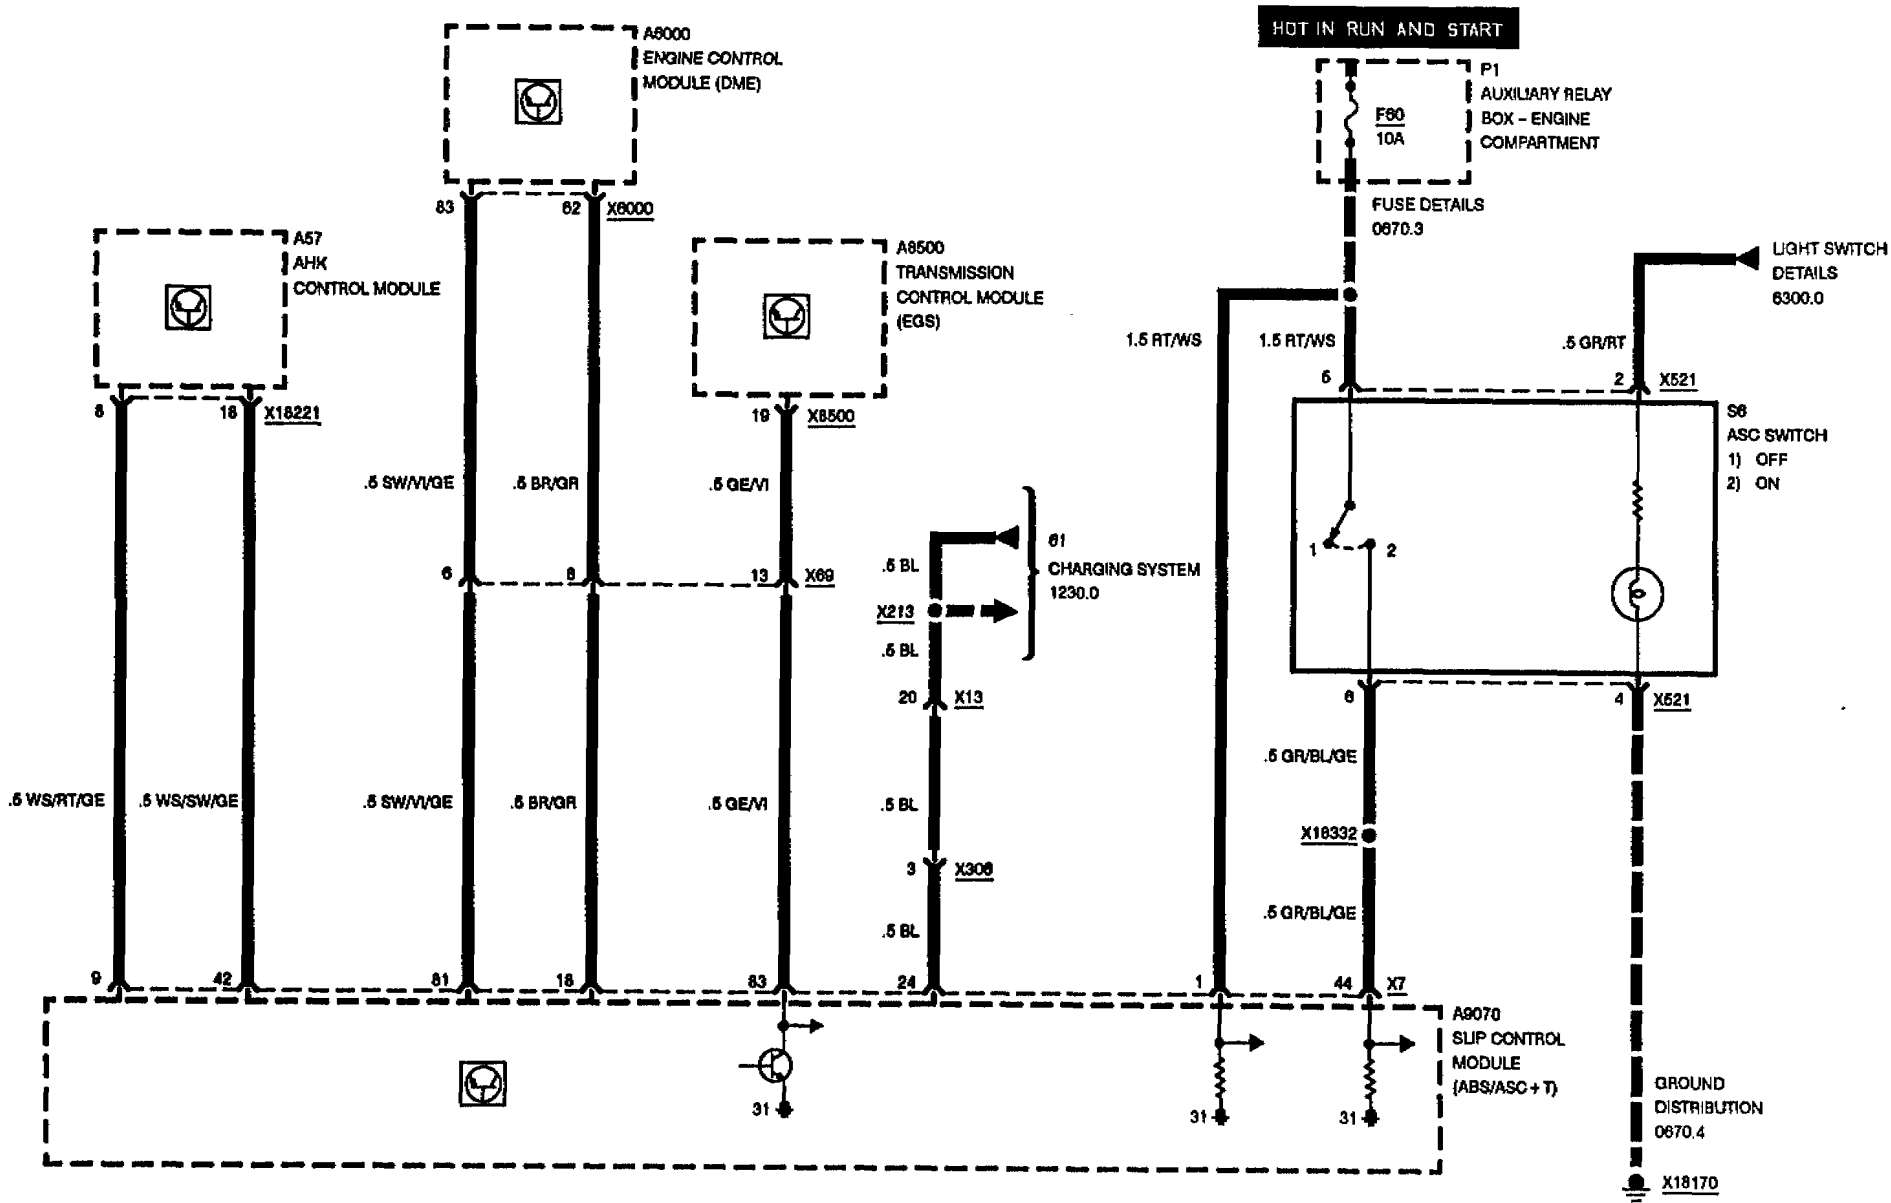 HOT IN RUN AND START
A6000
ENGINE CONTROL
MODULE (DME)
P1
AUXILIARY RELAY
BOX – ENGINE
COMPARTMENT
F60
10A
83
62
X6000
FUSE DETAILS
0670.3
A57
AHK
CONTROL MODULE
A8500
TRANSMISSION
CONTROL MODULE
(EGS)
LIGHT SWITCH
DETAILS
6300.0
1.5 RT/WS
1.5 RT/WS
.5 GR/RT
5
2
X521
8
18
X18221
19
X8500
S6
ASC SWITCH
1) OFF
2) ON
.5 SW/VI/GE
.5 BR/GR
.5 GE/VI
61
CHARGING SYSTEM
1230.0
.5 BL
1
2
6
8
13
X69
X213
.5 BL
20
X13
6
4
X521
.5 GR/BL/GE
.5 WS/RT/GE
.5 WS/SW/GE
.5 SW/VI/GE
.5 BR/GR
.5 GE/VI
.5 BL
X18332
3
X306
.5 GR/BL/GE
.5 BL
9
42
81
18
83
24
1
44
X7
A9070
SLIP CONTROL
MODULE
(ABS/ASC+T)
31
31
31
GROUND
DISTRIBUTION
0670.4
X18170